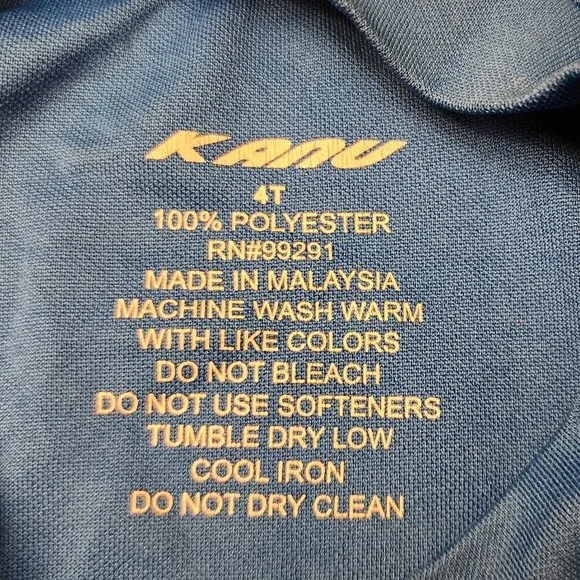 KANU
4T
100% POLYESTER
RN#99291
MADE IN MALAYSIA
MACHINE WASH WARM
WITH LIKE COLORS
DO NOT BLEACH
DO NOT USE SOFTENERS
TUMBLE DRY LOW
COOL IRON
DO NOT DRY CLEAN